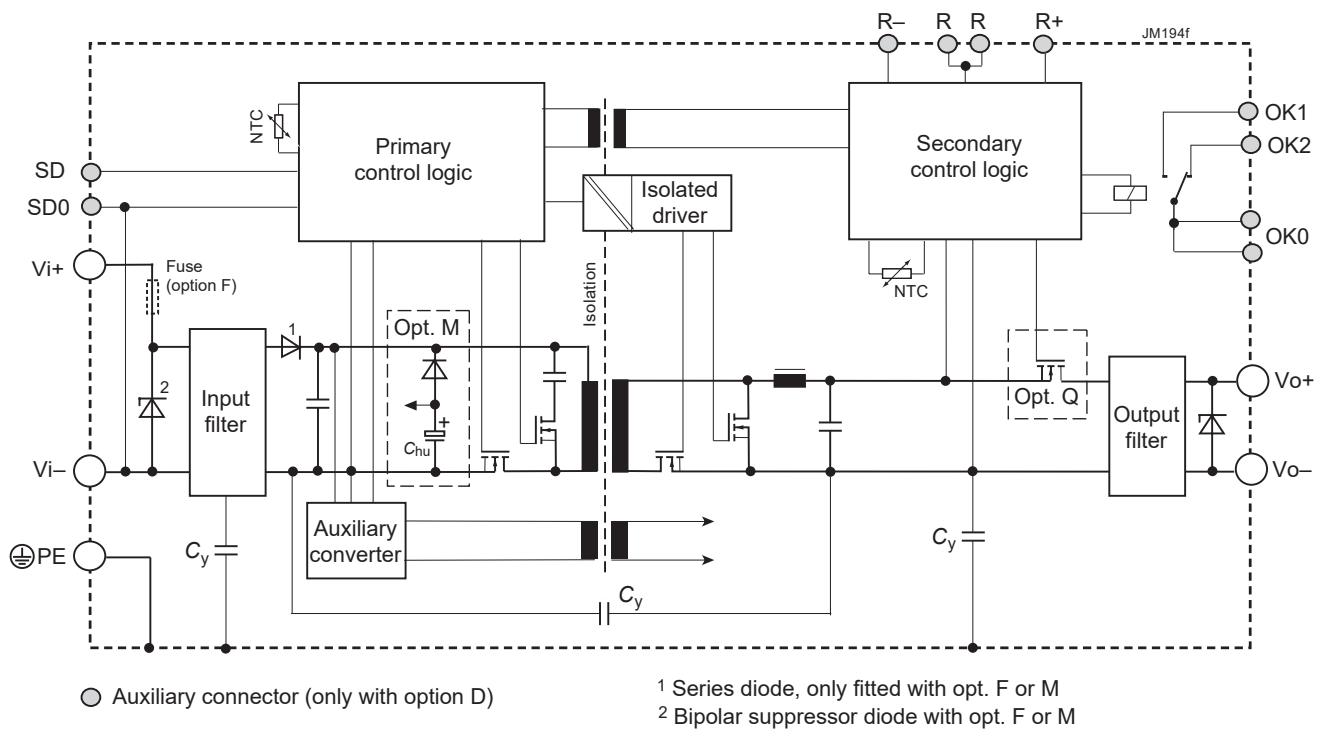 R– R R R+
JM194f
NTC
Primary
control logic
Secondary
control logic
OK1
OK2
OK0
SD
SD0
Isolated
driver
Vi+
Fuse
(option F)
Isolation
NTC
Opt. M
1
2
Input
filter
+
Chu
Opt. Q
Output
filter
Vo+
Vi–
Vo–
Auxiliary
converter
PE
Cy
Cy
Cy
Auxiliary connector (only with option D)
1 Series diode, only fitted with opt. F or M
2 Bipolar suppressor diode with opt. F or M